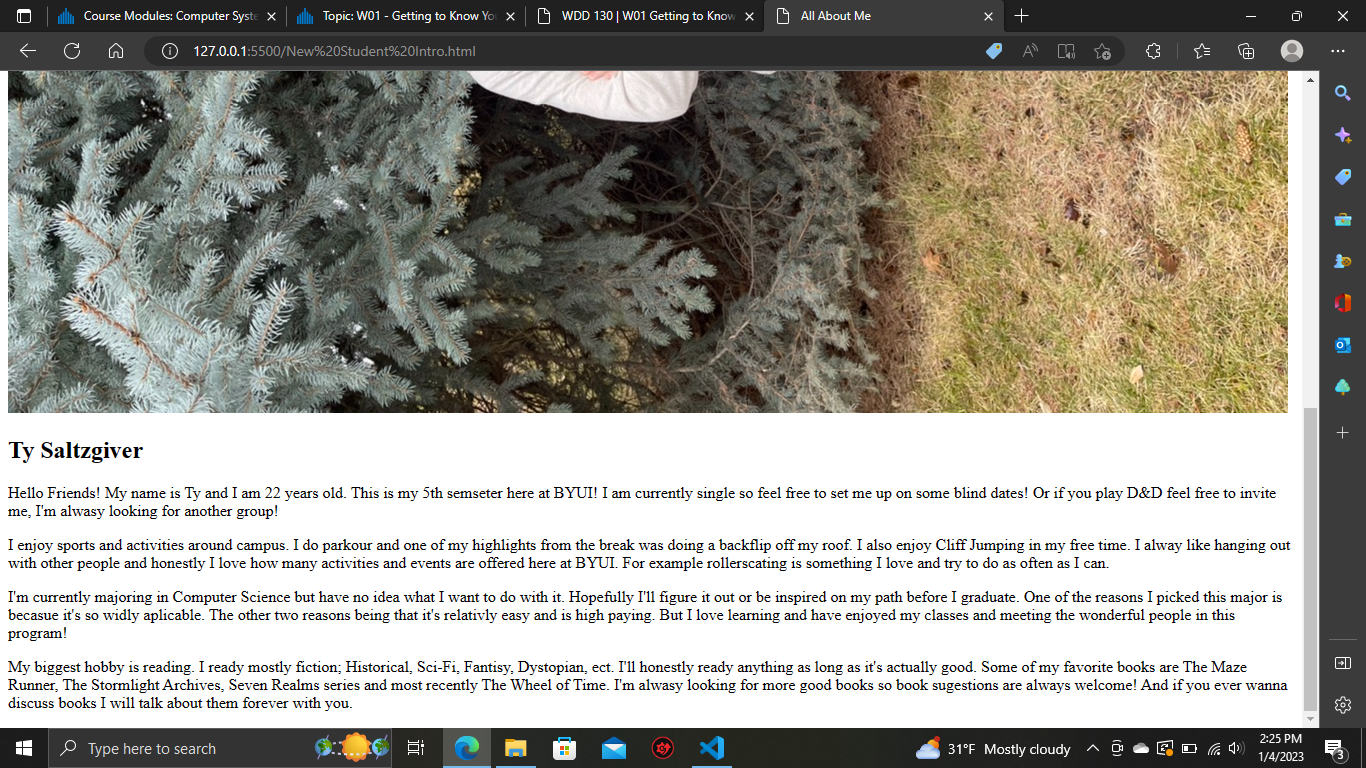 Course Modules: Computer Syste
Topic: W01 - Getting to Know Yo
WDD 130 | W01 Getting to Know
All About Me
127.0.0.1:5500/New%20Student%20Intro.html
Ty Saltzgiver
Hello Friends! My name is Ty and I am 22 years old. This is my 5th semseter here at BYUI! I am currently single so feel free to set me up on some blind dates! Or if you play D&D feel free to invite
me, I'm alwasy looking for another group!
I enjoy sports and activities around campus. I do parkour and one of my highlights from the break was doing a backflip off my roof. I also enjoy Cliff Jumping in my free time. I alway like hanging out
with other people and honestly I love how many activities and events are offered here at BYUI. For example rollerscating is something I love and try to do as often as I can.
I'm currently majoring in Computer Science but have no idea what I want to do with it. Hopefully I'll figure it out or be inspired on my path before I graduate. One of the reasons I picked this major is
becasue it's so widly aplicable. The other two reasons being that it's relativly easy and is high paying. But I love learning and have enjoyed my classes and meeting the wonderful people in this
program!
My biggest hobby is reading. I ready mostly fiction; Historical, Sci-Fi, Fantisy, Dystopian, ect. I'll honestly ready anything as long as it's actually good. Some of my favorite books are The Maze
Runner, The Stormlight Archives, Seven Realms series and most recently The Wheel of Time. I'm alwasy looking for more good books so book sugestions are always welcome! And if you ever wanna
discuss books I will talk about them forever with you.
Type here to search
31°F Mostly cloudy
2:25 PM
1/4/2023
3